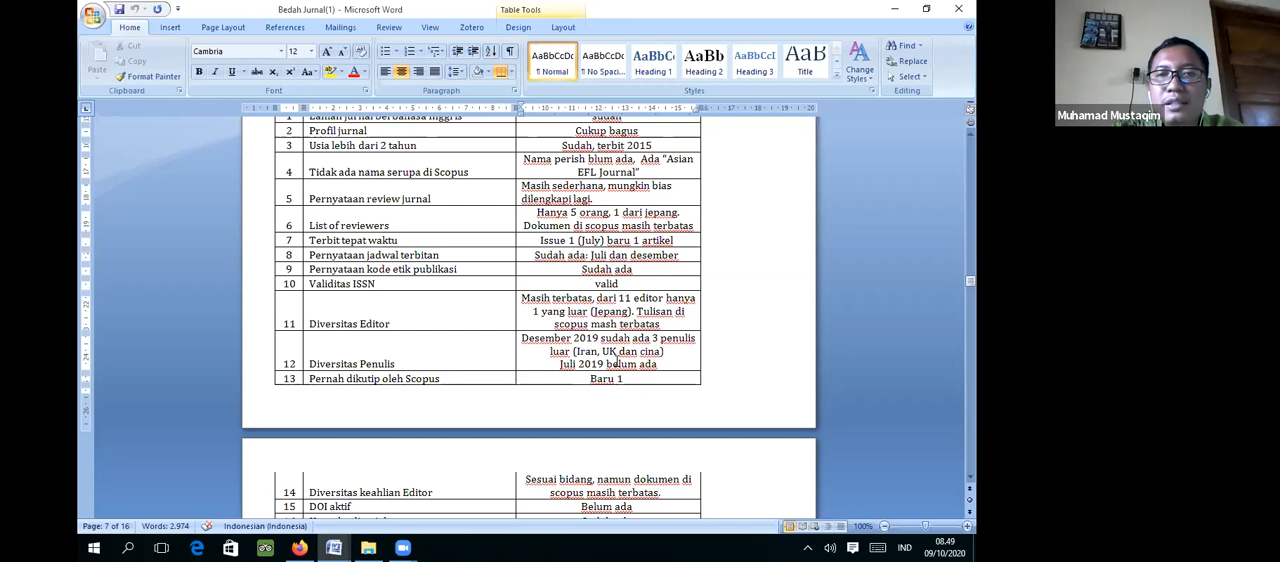 Bedah Jurnal(1) - Microsoft Word
Table Tools
Home Insert Page Layout References Mailings Review View Zotero Design Layout
Cut
Copy
Paste
Format Painter
Clipboard
Cambria 12
Font
Paragraph
AaBbCcDc AaBbCcDc AaBbC AaBb AaBbCcI AaB
¶ Normal ¶ No Spaci... Heading 1 Heading 2 Heading 3 Title
Change
Styles
Styles
Find
Replace
Select
Editing
Muhamad Mustaqim
1 Laman jurnal berbahasa Inggris Sudah
2 Profil jurnal Cukup bagus
3 Usia lebih dari 2 tahun Sudah, terbit 2015
4 Tidak ada nama serupa di Scopus Nama perish blum ada, Ada “Asian
EFL Journal”
5 Pernyataan review jurnal Masih sederhana, mungkin bias
dilengkapi lagi.
6 List of reviewers Hanya 5 orang, 1 dari jepang.
Dokumen di scopus masih terbatas
7 Terbit tepat waktu Issue 1 (July) baru 1 artikel
8 Pernyataan jadwal terbitan Sudah ada: Juli dan desember
9 Pernyataan kode etik publikasi Sudah ada
10 Validitas ISSN valid
11 Diversitas Editor Masih terbatas, dari 11 editor hanya
1 yang luar (Jepang). Tulisan di
scopus mash terbatas
12 Diversitas Penulis Desember 2019 sudah ada 3 penulis
luar (Iran, UK dan cina)
Juli 2019 belum ada
13 Pernah dikutip oleh Scopus Baru 1
14 Diversitas keahlian Editor Sesuai bidang, namun dokumen di
scopus masih terbatas.
15 DOI aktif Belum ada
Page: 7 of 16 Words: 2.974 Indonesian (Indonesia) 100%
IND
08.49
09/10/2020